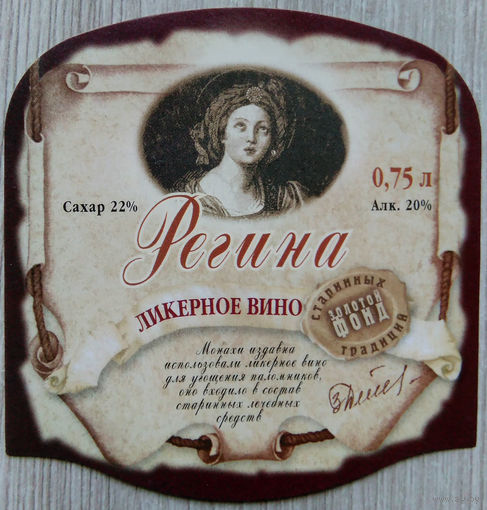 0,75 л
Сахар 22%
Алк. 20%
Регина
ЛИКЕРНОЕ ВИНО
СТАРИННЫХ
ЗОЛОТОЙ
ФОНД
ТРАДИЦИЙ
Монахи издавна
использовали ликерное вино
для угощения паломников,
оно входило в состав
старинных лечебных
средств